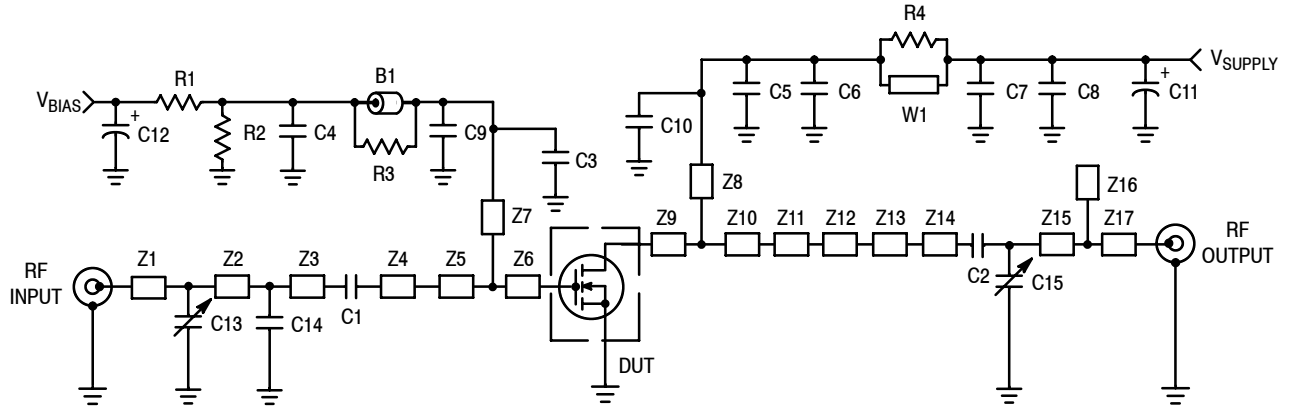 R4
V_SUPPLY
C5
C6
W1
C7
C8
+
C11
C10
Z8
R1
B1
V_BIAS
+
C12
R2
C4
R3
C9
C3
Z7
Z16
RF
INPUT
Z1
Z2
Z3
Z4
Z5
Z6
Z9
Z10
Z11
Z12
Z13
Z14
Z15
Z17
RF
OUTPUT
C13
C14
C1
C2
C15
DUT